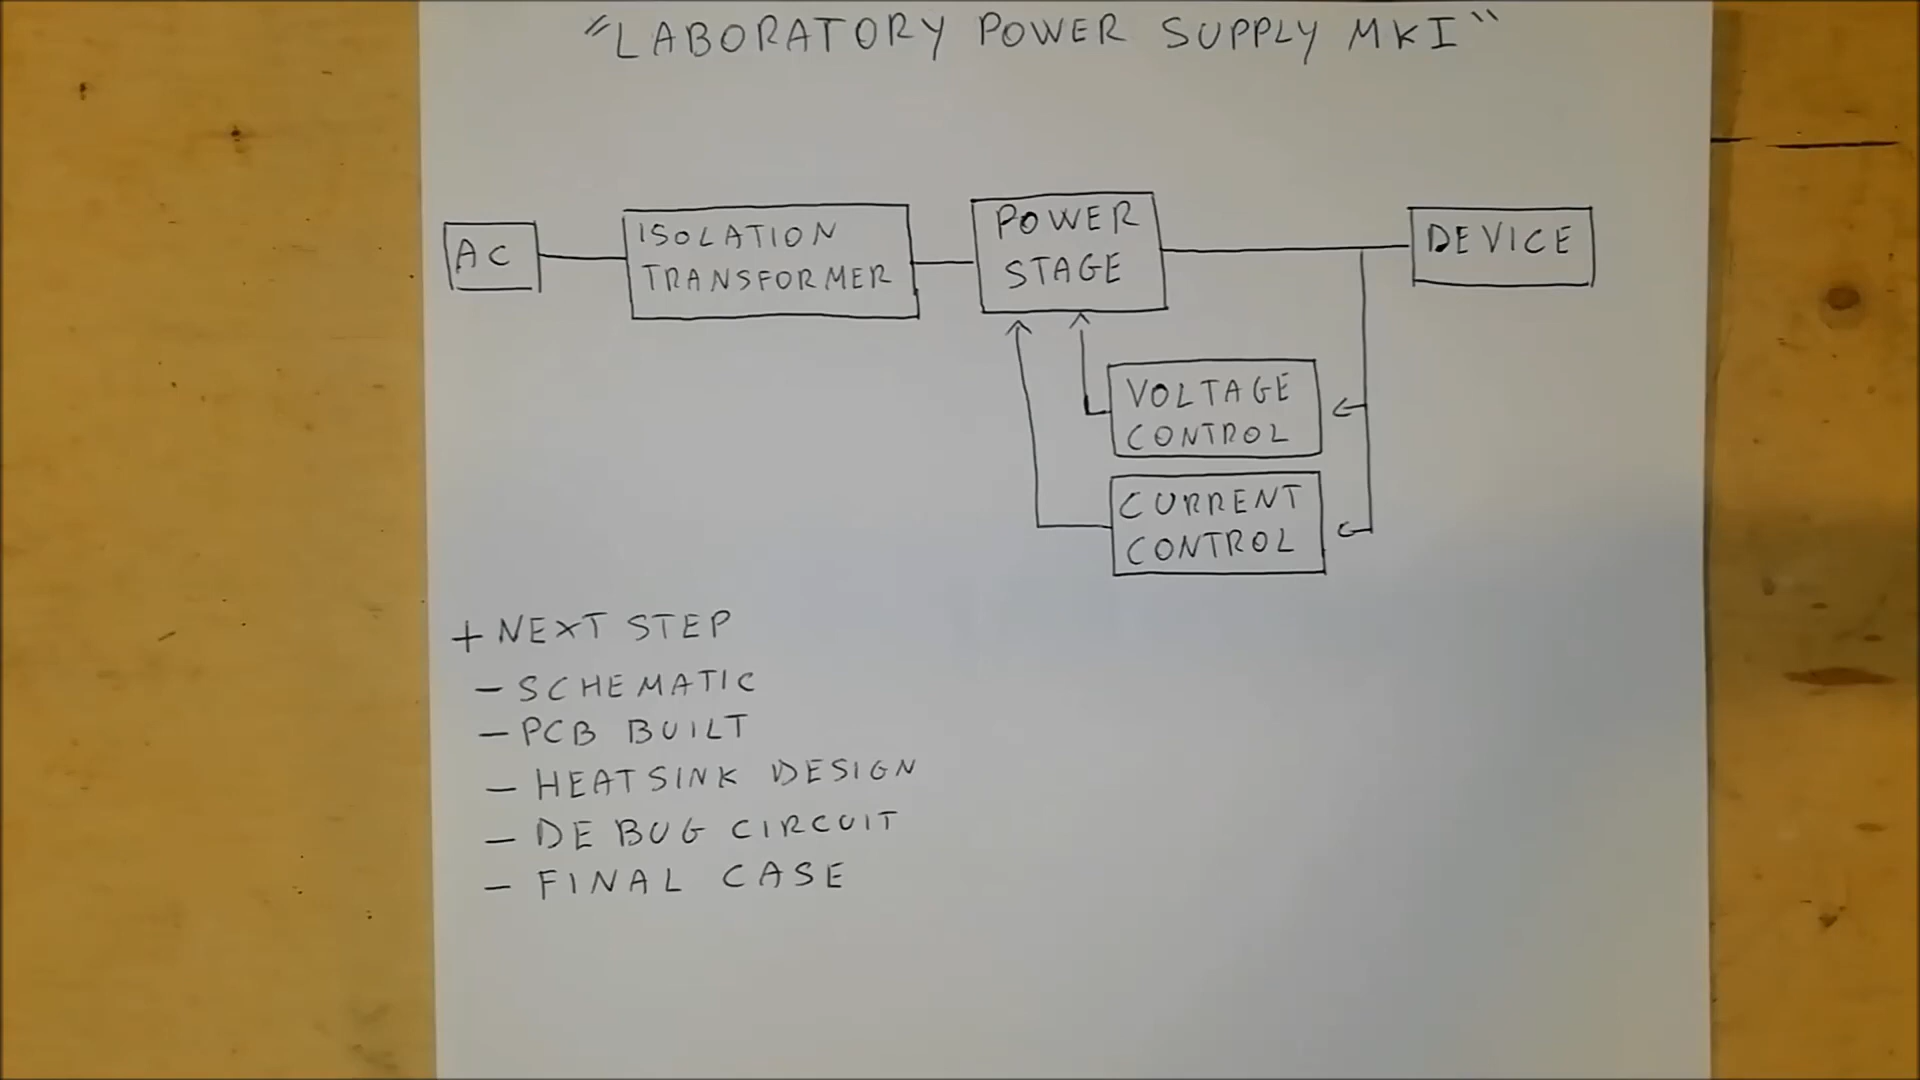 "LABORATORY POWER SUPPLY MKI"
AC
ISOLATION
TRANSFORMER
POWER
STAGE
DEVICE
VOLTAGE
CONTROL
CURRENT
CONTROL
+ NEXT STEP
- SCHEMATIC
- PCB BUILT
- HEATSINK DESIGN
- DEBUG CIRCUIT
- FINAL CASE